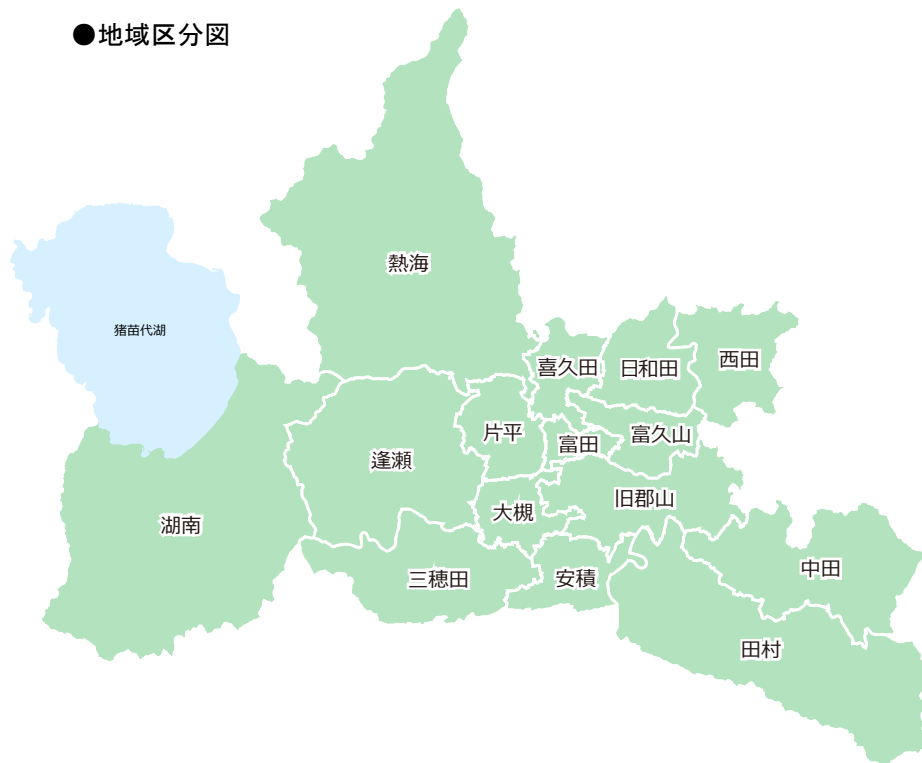 ●地域区分図
熱海
猪苗代湖
喜久田
日和田
西田
片平
富田
富久山
逢瀬
大槻
旧郡山
湖南
三穂田
安積
中田
田村